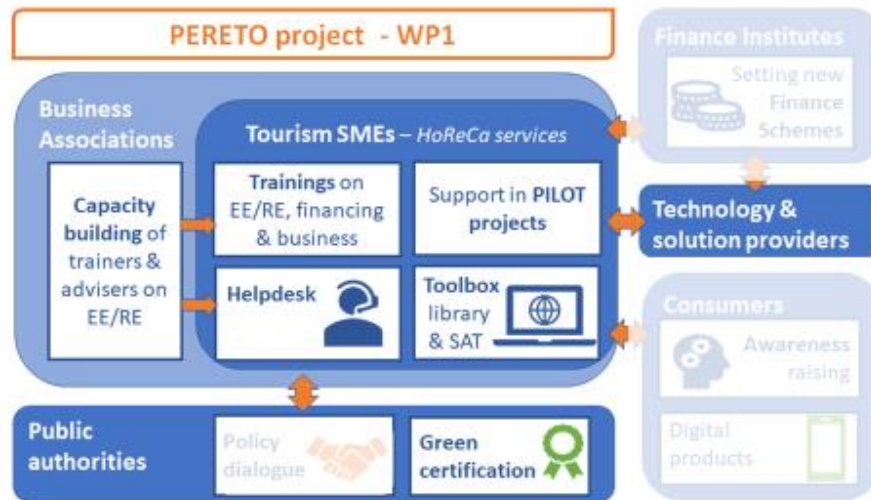 PERETO project - WP1
Finance Institutes
Setting new
Finance
Schemes
Business
Associations
Tourism SMEs – HoReCa services
Capacity
building of
trainers &
advisers on
EE/RE
Trainings on
EE/RE, financing
& business
Support in PILOT
projects
Technology &
solution providers
Helpdesk
Toolbox
library
& SAT
Consumers
Awareness
raising
Digital
products
Public
authorities
Policy
dialogue
Green
certification